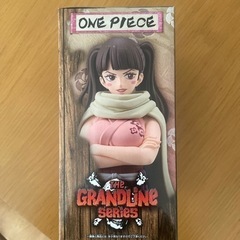 ONE PIECE
THE
GRANDLINE
SERIES